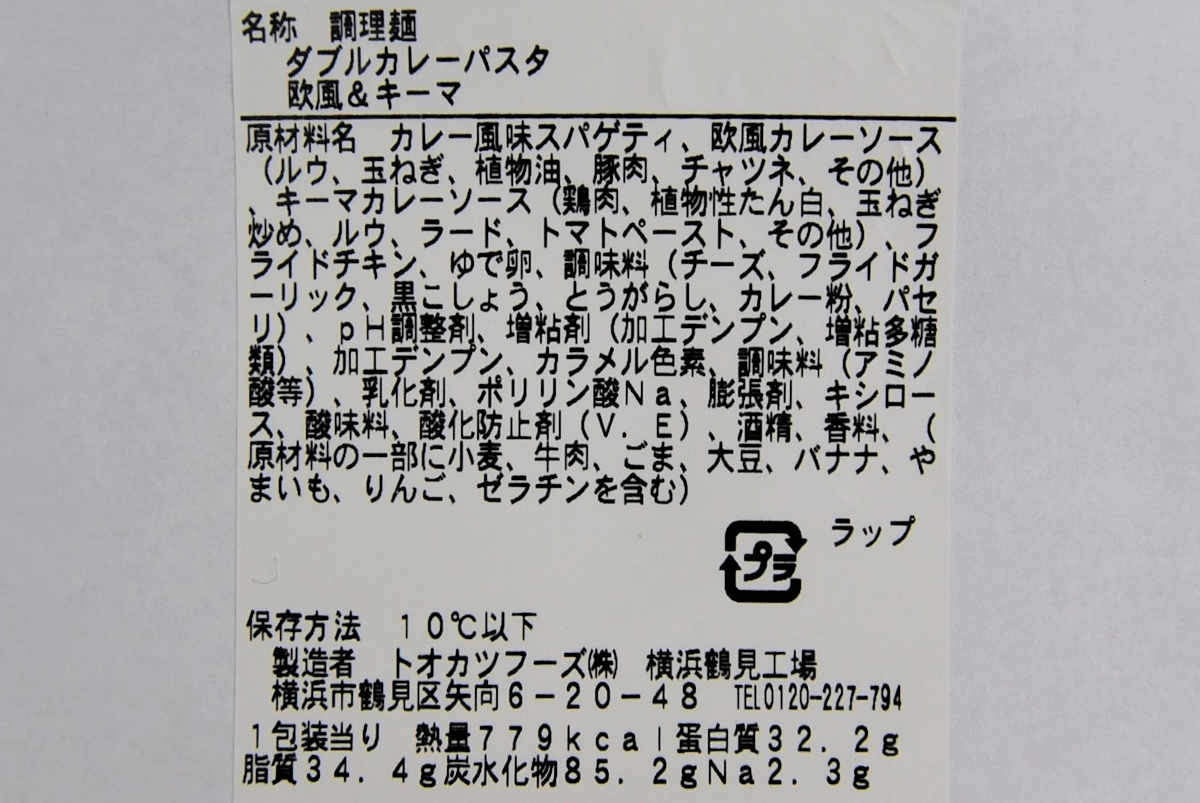 名称　調理麺
ダブルカレーパスタ
欧風＆キーマ
原材料名　カレー風味スパゲティ、欧風カレーソース
（ルウ、玉ねぎ、植物油、豚肉、チャツネ、その他）
、キーマカレーソース（鶏肉、植物性たん白、玉ねぎ
炒め、ルウ、ラード、トマトペースト、その他）、フ
ライドチキン、ゆで卵、調味料（チーズ、フライドガ
ーリック、黒こしょう、とうがらし、カレー粉、パセ
リ）、ｐＨ調整剤、増粘剤（加工デンプン、増粘多糖
類）、加工デンプン、カラメル色素、調味料（アミノ
酸等）、乳化剤、ポリリン酸Ｎａ、膨張剤、キシロー
ス、酸味料、酸化防止剤（Ｖ．Ｅ）、酒精、香料、（
原材料の一部に小麦、牛肉、ごま、大豆、バナナ、や
まいも、りんご、ゼラチンを含む）
プラ　ラップ
保存方法　１０℃以下
製造者　トオカツフーズ㈱　横浜鶴見工場
横浜市鶴見区矢向６－２０－４８　TEL0120-227-794
１包装当り　熱量７７９ｋｃａｌ蛋白質３２．２ｇ
脂質３４．４ｇ炭水化物８５．２ｇＮａ２．３ｇ